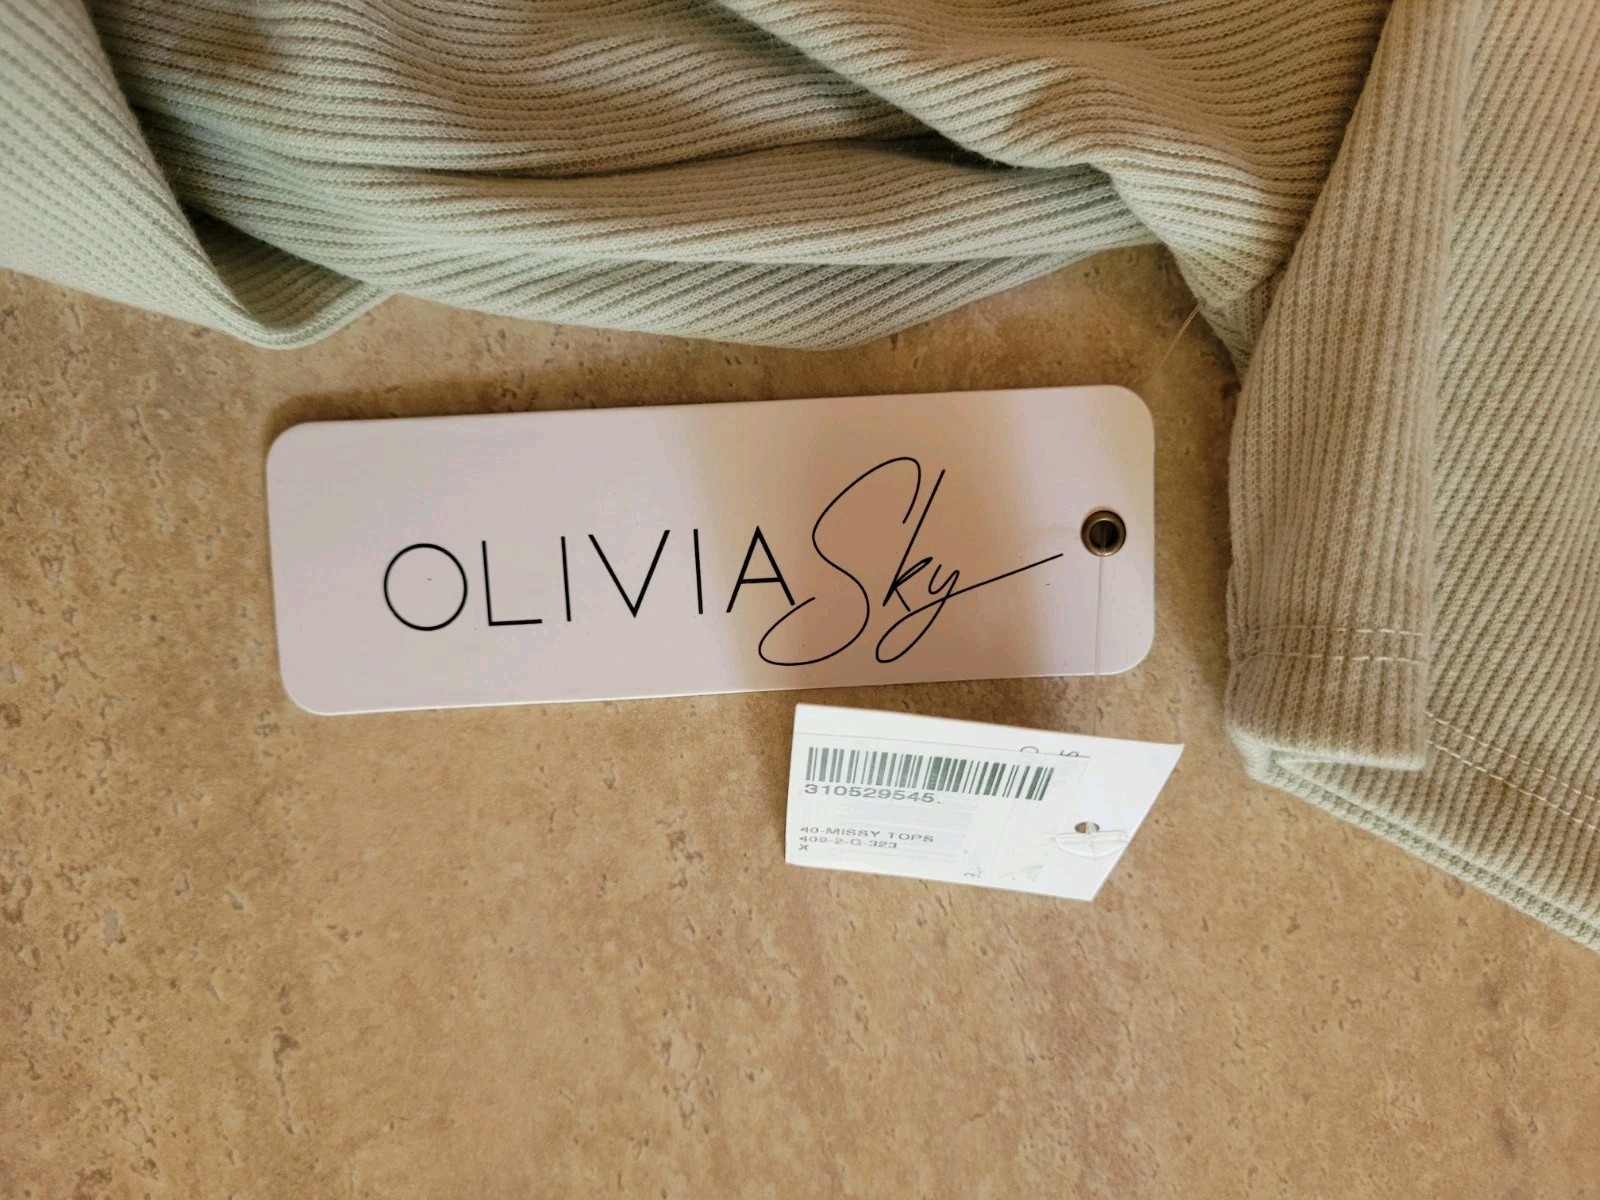 OLIVIA Sky
310529545.
40-MISSY TOPS
409-2-G-323
X